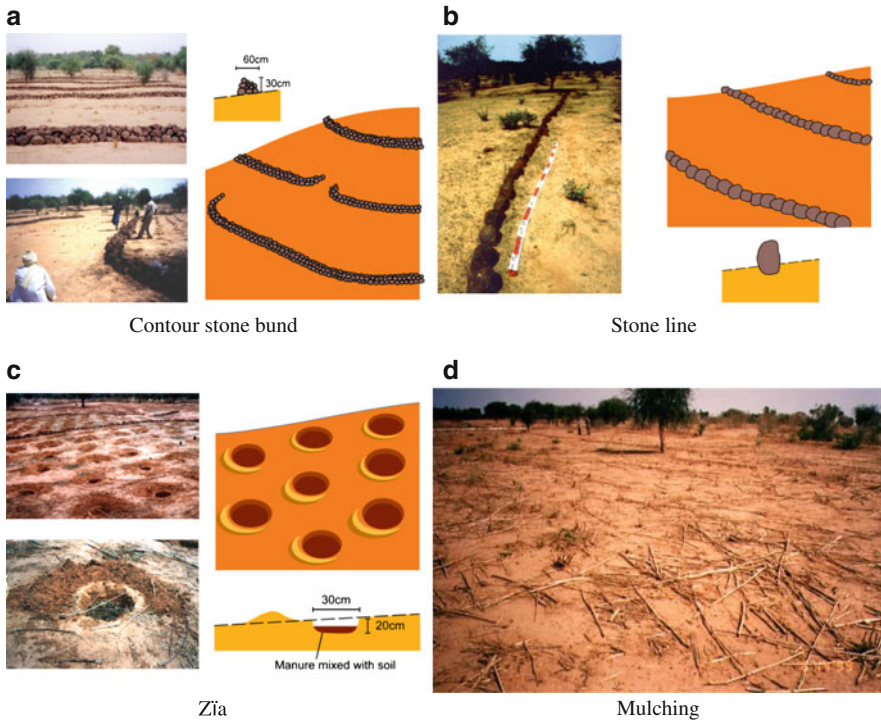 a
60cm
30cm
Contour stone bund
b
Stone line
c
30cm
20cm
Manure mixed with soil
Zïa
d
Mulching